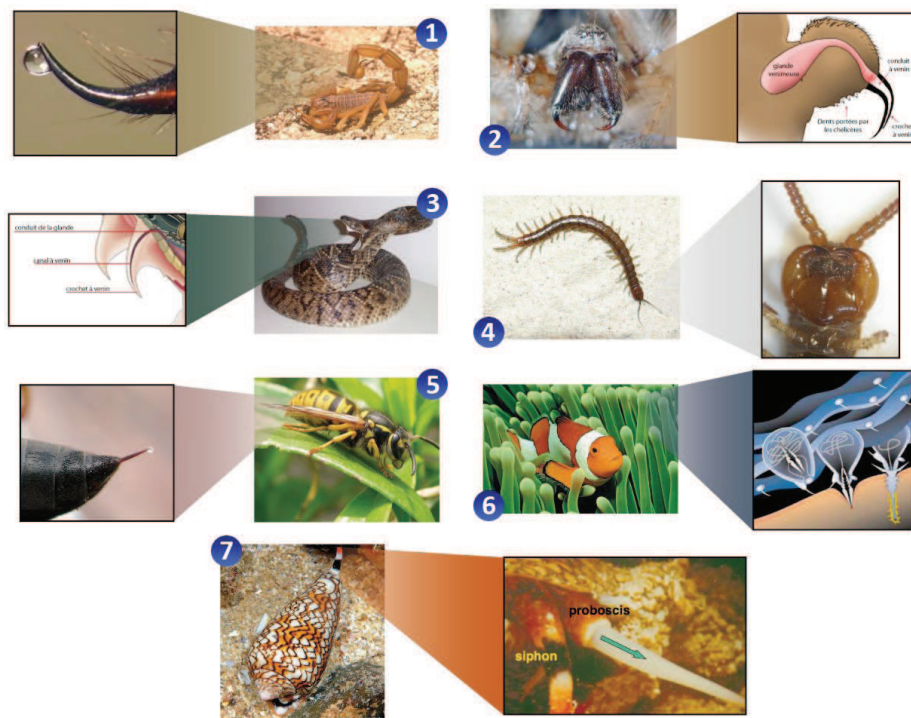 1
2
glande
venimeuse
conduit
à venin
Dents portées par
les chélicères
crochet
à venin
3
conduit de la glande
canal à venin
crochet à venin
4
5
6
7
proboscis
siphon